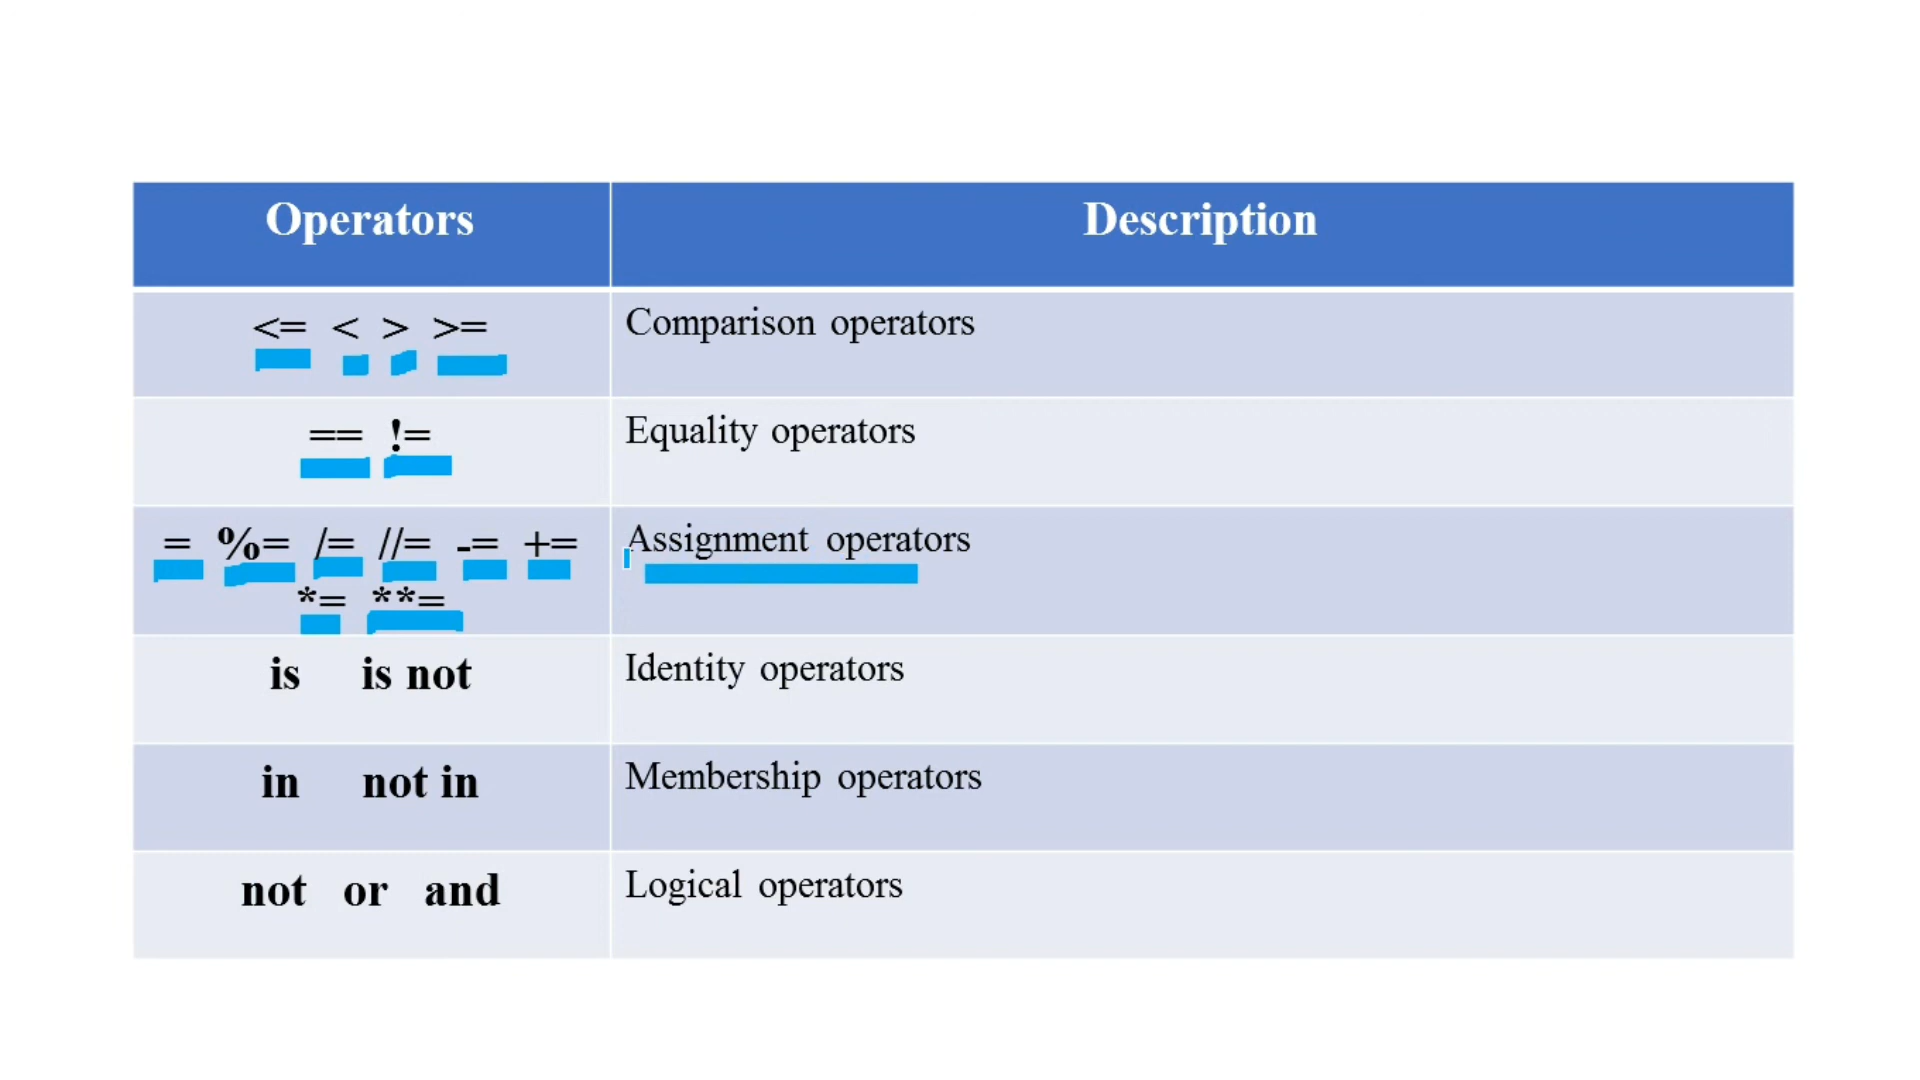 Operators Description
<= < > >= Comparison operators
== != Equality operators
= %= /= //= -= += Assignment operators
*= **=
is is not Identity operators
in not in Membership operators
not or and Logical operators